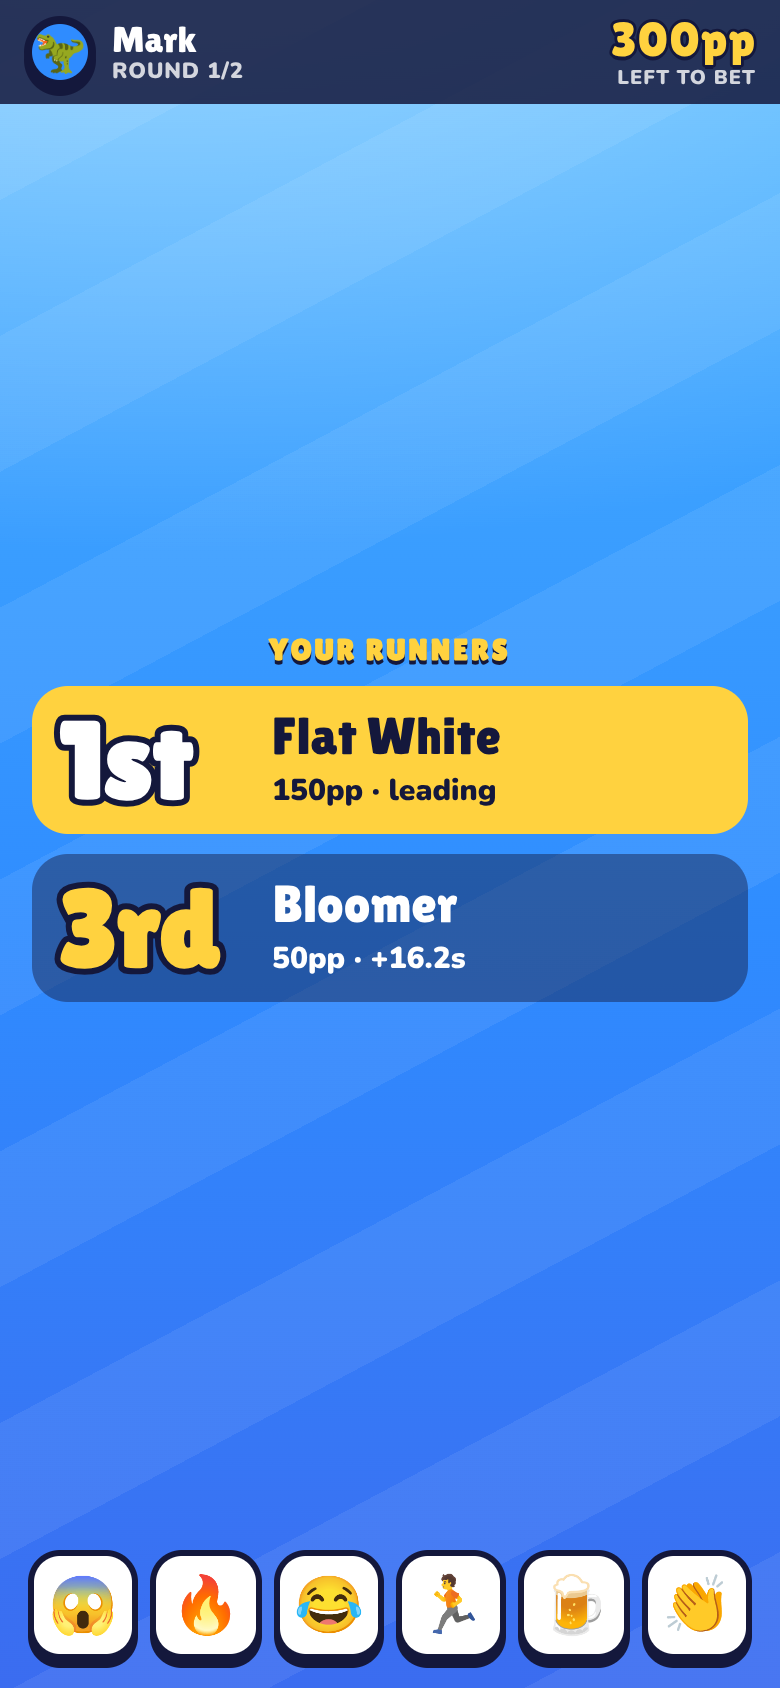 Mark
ROUND 1/2
300pp
LEFT TO BET
YOUR RUNNERS
1st
Flat White
150pp · leading
3rd
Bloomer
50pp · +16.2s